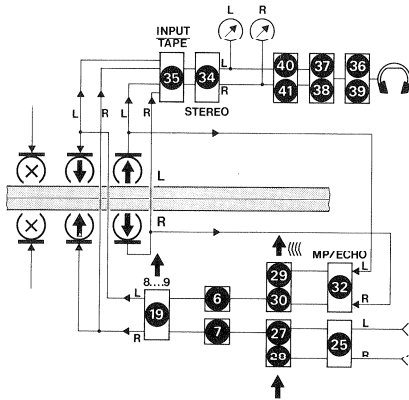 L R
INPUT
TAPE
40 37 36
35 34 L
41 38 39
R
STEREO
L R L R
L
R
MP/ECHO
8....9
29 L
32
L 6 30 R
19
R 7 27 25 L
28 R